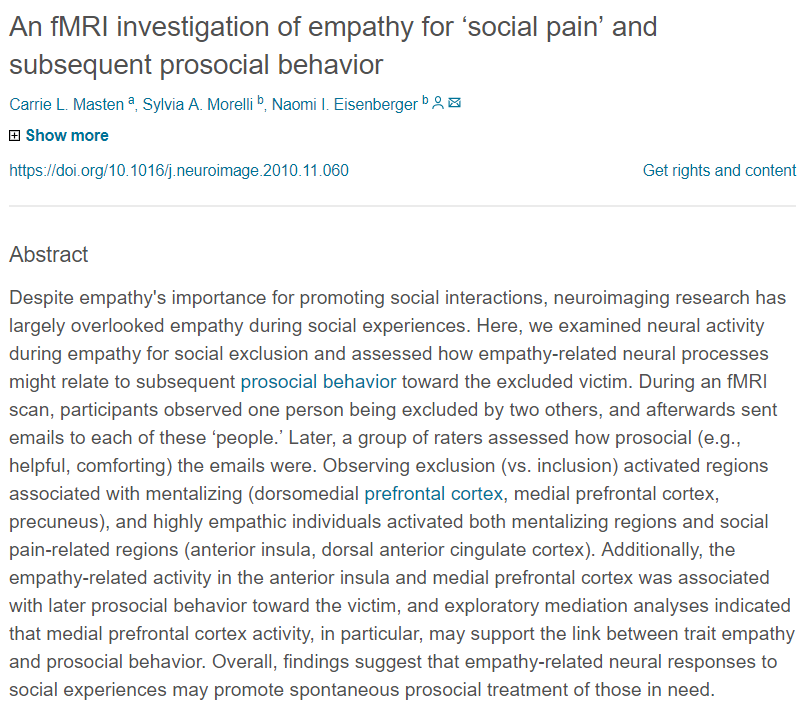 An fMRI investigation of empathy for ‘social pain’ and
subsequent prosocial behavior
Carrie L. Masten a, Sylvia A. Morelli b, Naomi I. Eisenberger b
Show more
https://doi.org/10.1016/j.neuroimage.2010.11.060 Get rights and content
Abstract
Despite empathy's importance for promoting social interactions, neuroimaging research has
largely overlooked empathy during social experiences. Here, we examined neural activity
during empathy for social exclusion and assessed how empathy-related neural processes
might relate to subsequent prosocial behavior toward the excluded victim. During an fMRI
scan, participants observed one person being excluded by two others, and afterwards sent
emails to each of these ‘people.’ Later, a group of raters assessed how prosocial (e.g.,
helpful, comforting) the emails were. Observing exclusion (vs. inclusion) activated regions
associated with mentalizing (dorsomedial prefrontal cortex, medial prefrontal cortex,
precuneus), and highly empathic individuals activated both mentalizing regions and social
pain-related regions (anterior insula, dorsal anterior cingulate cortex). Additionally, the
empathy-related activity in the anterior insula and medial prefrontal cortex was associated
with later prosocial behavior toward the victim, and exploratory mediation analyses indicated
that medial prefrontal cortex activity, in particular, may support the link between trait empathy
and prosocial behavior. Overall, findings suggest that empathy-related neural responses to
social experiences may promote spontaneous prosocial treatment of those in need.